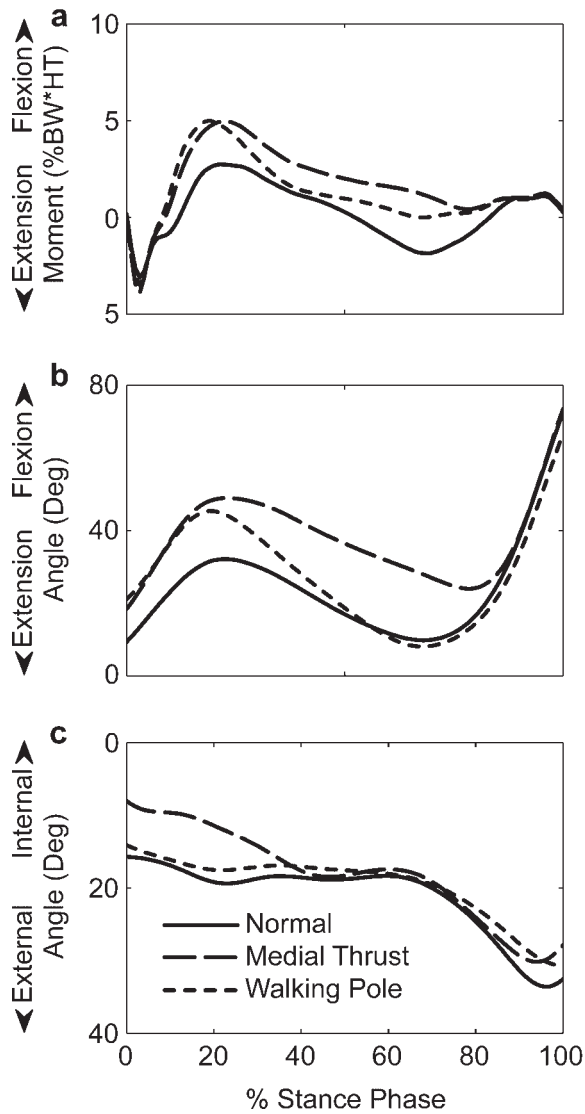 a
10
5
0
5
Extension Flexion
Moment (%BW*HT)
b
80
40
0
Extension Flexion
Angle (Deg)
c
0
20
40
External Internal
Angle (Deg)
Normal
Medial Thrust
Walking Pole
0 20 40 60 80 100
% Stance Phase